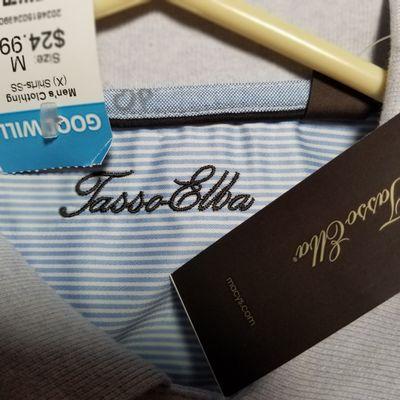 GOODWILL
Men's Clothing
(X) Shirts-SS
Size: M
$24.99
Tasso Elba
Tasso Elba
macys.com